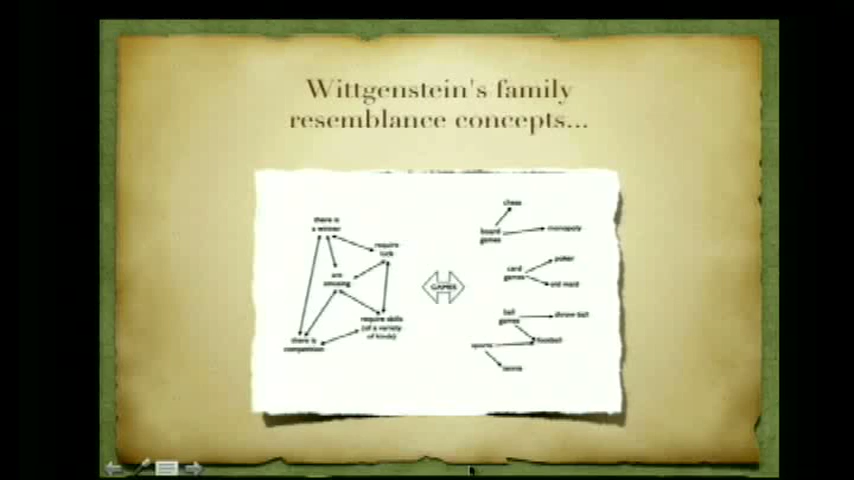 Wittgenstein's family
resemblance concepts...
there is
a winner
require
luck
are
amusing
require skills
(of a variety
of kinds)
there is
competition
GAMES
chess
board
games
monopoly
card
games
poker
old maid
ball
games
throw ball
football
sports
tennis